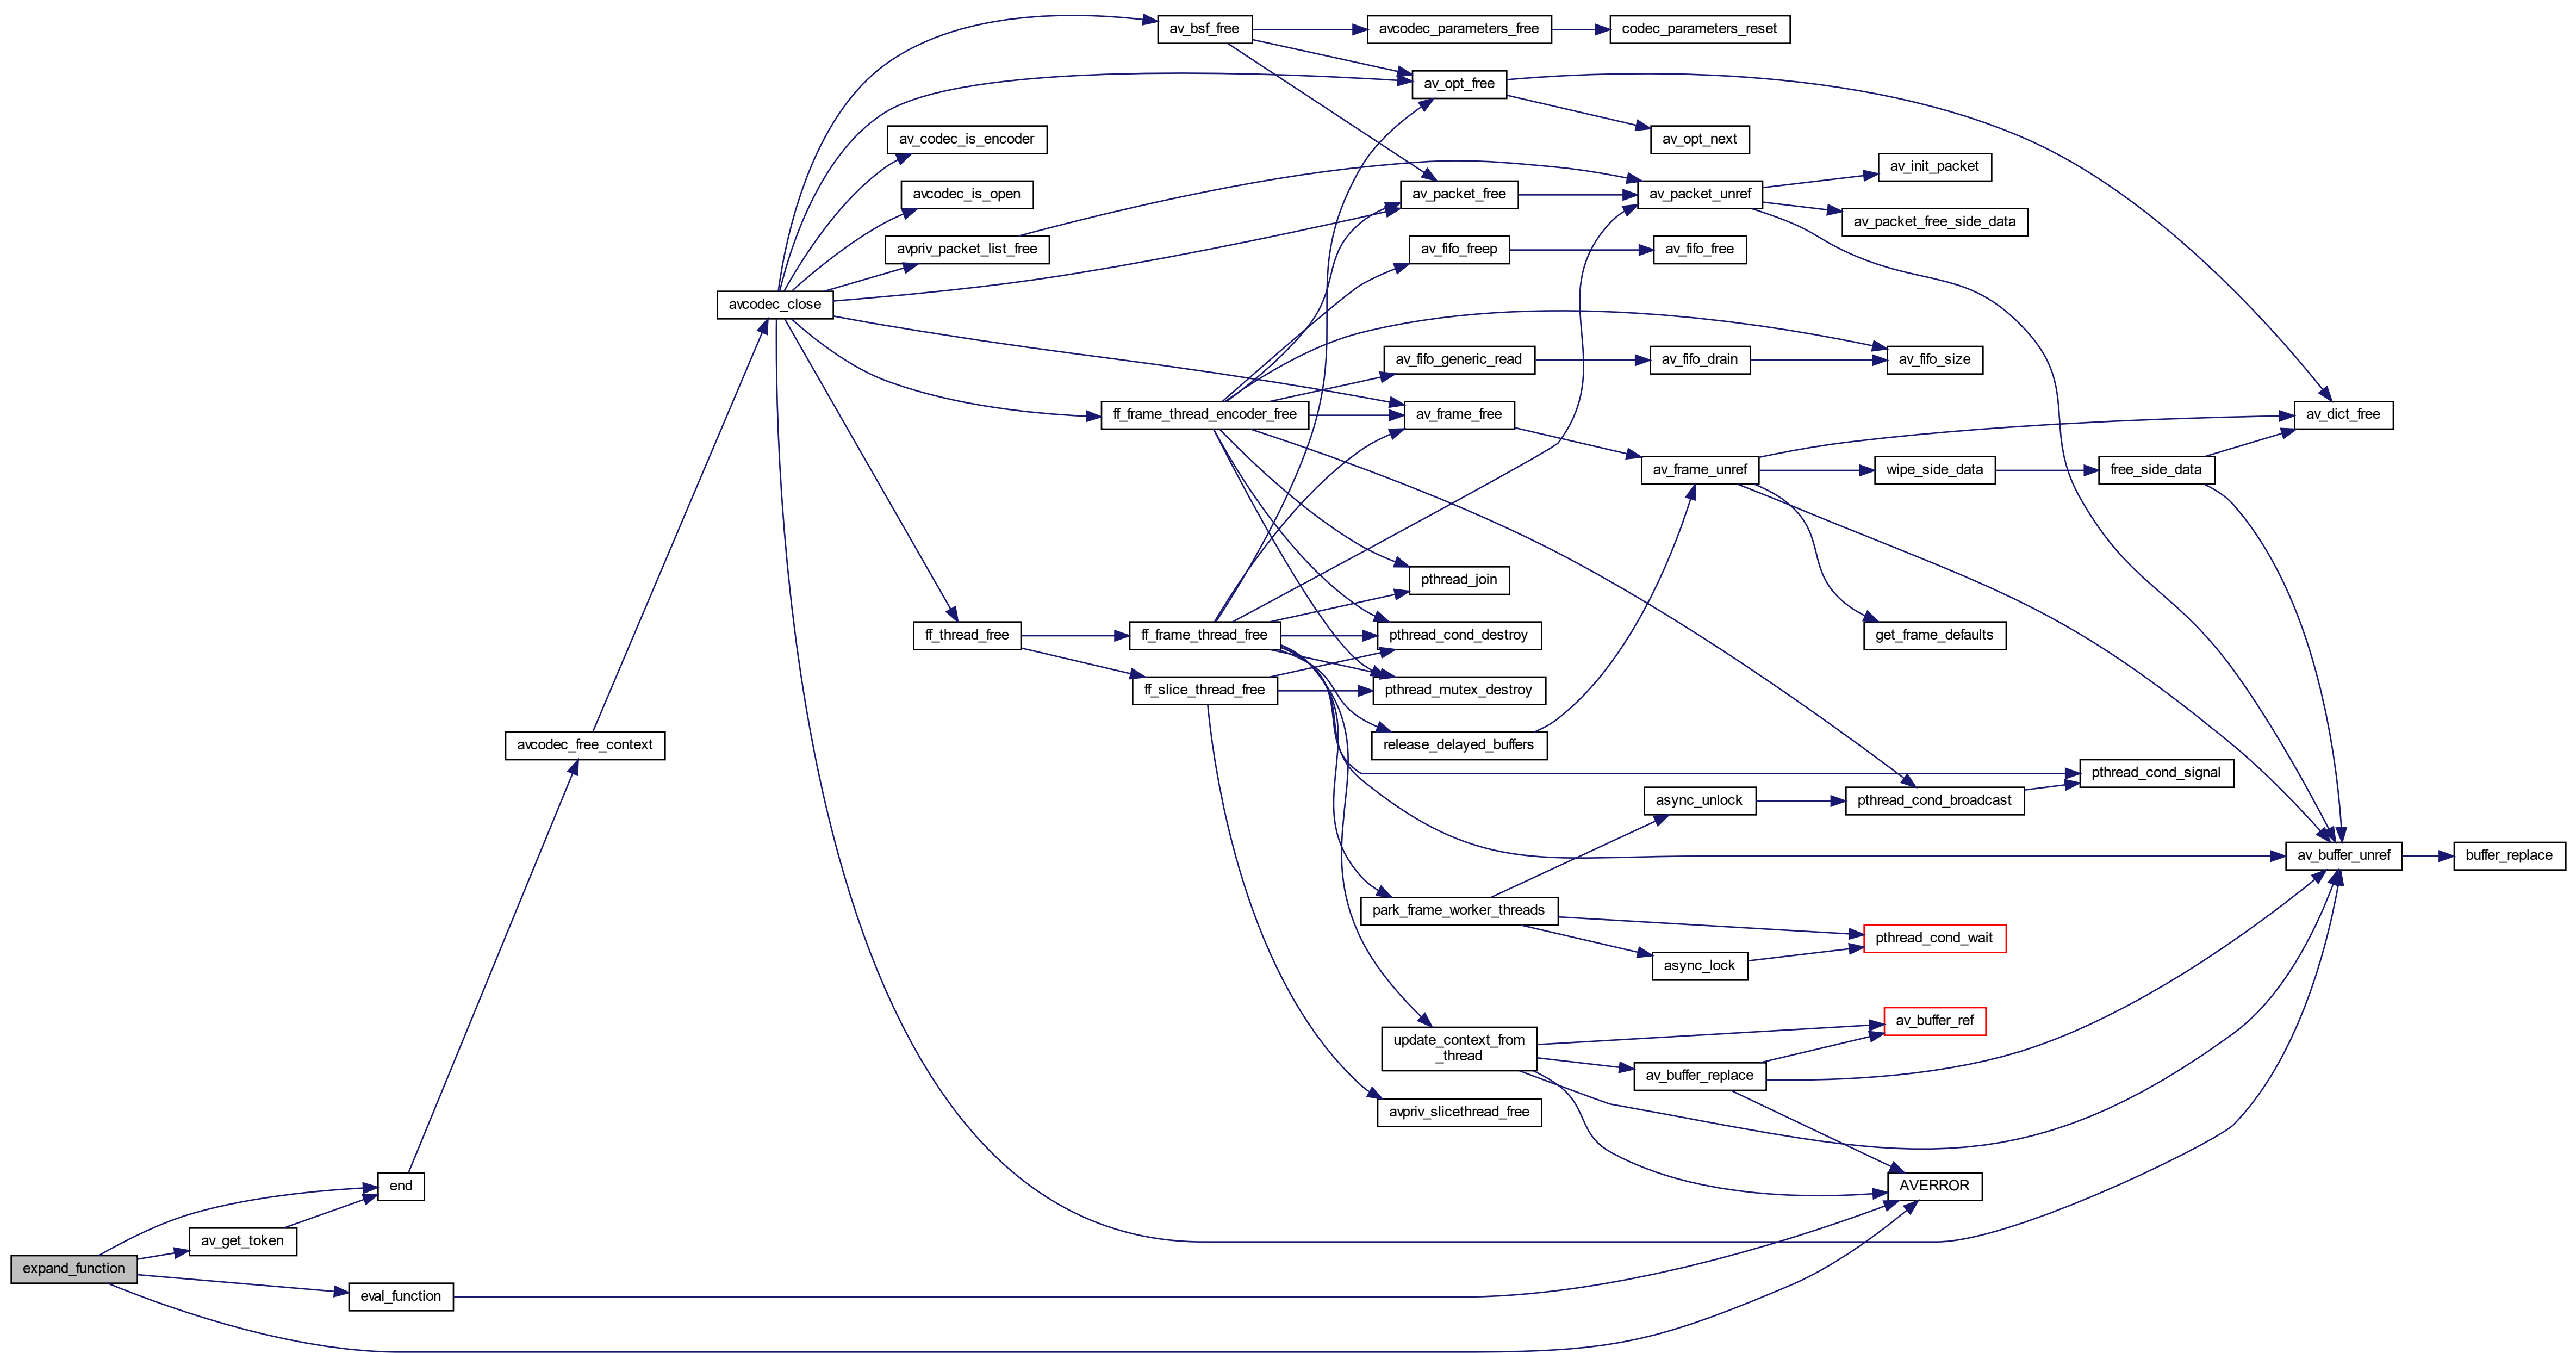 av_bsf_free
avcodec_parameters_free
codec_parameters_reset
av_opt_free
av_codec_is_encoder
av_opt_next
av_init_packet
avcodec_is_open
av_packet_free
av_packet_unref
av_packet_free_side_data
avpriv_packet_list_free
av_fifo_freep
av_fifo_free
avcodec_close
av_fifo_generic_read
av_fifo_drain
av_fifo_size
ff_frame_thread_encoder_free
av_frame_free
av_dict_free
av_frame_unref
wipe_side_data
free_side_data
pthread_join
ff_thread_free
ff_frame_thread_free
pthread_cond_destroy
get_frame_defaults
ff_slice_thread_free
pthread_mutex_destroy
avcodec_free_context
release_delayed_buffers
pthread_cond_signal
async_unlock
pthread_cond_broadcast
av_buffer_unref
buffer_replace
park_frame_worker_threads
pthread_cond_wait
async_lock
av_buffer_ref
update_context_from
_thread
av_buffer_replace
avpriv_slicethread_free
end
AVERROR
av_get_token
expand_function
eval_function